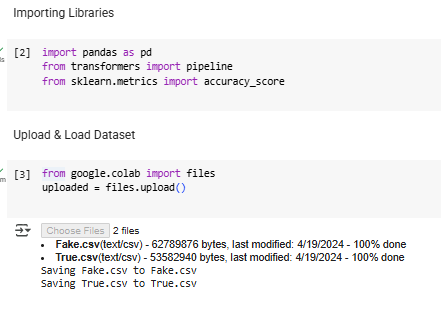 Importing Libraries
[2] import pandas as pd
from transformers import pipeline
from sklearn.metrics import accuracy_score
Upload & Load Dataset
[3] from google.colab import files
uploaded = files.upload()
Choose Files 2 files
• Fake.csv(text/csv) - 62789876 bytes, last modified: 4/19/2024 - 100% done
• True.csv(text/csv) - 53582940 bytes, last modified: 4/19/2024 - 100% done
Saving Fake.csv to Fake.csv
Saving True.csv to True.csv